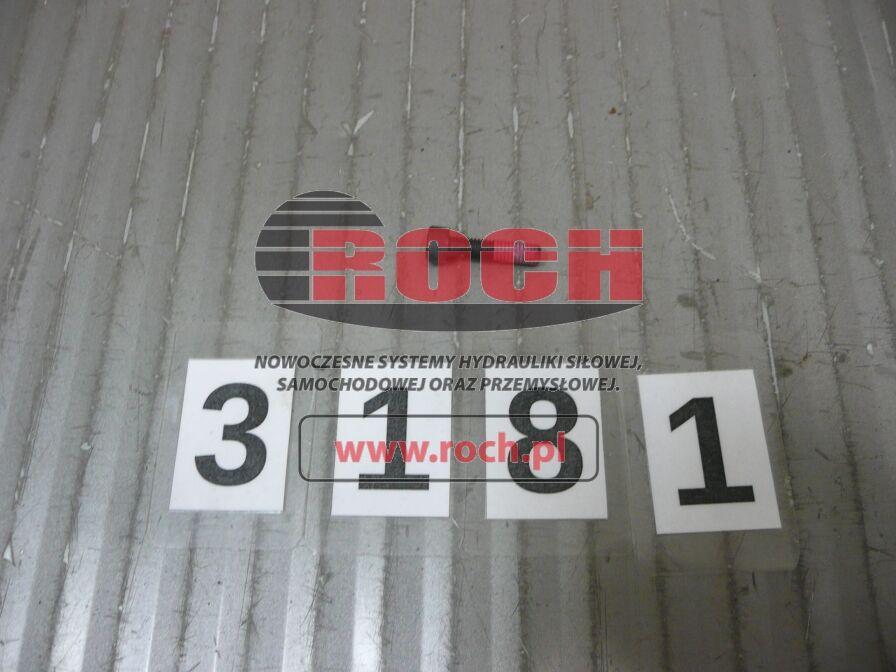 ROCH
NOWOCZESNE SYSTEMY HYDRAULIKI SIŁOWEJ,
SAMOCHODOWEJ ORAZ PRZEMYSŁOWEJ.
www.roch.pl
3 1 8 1